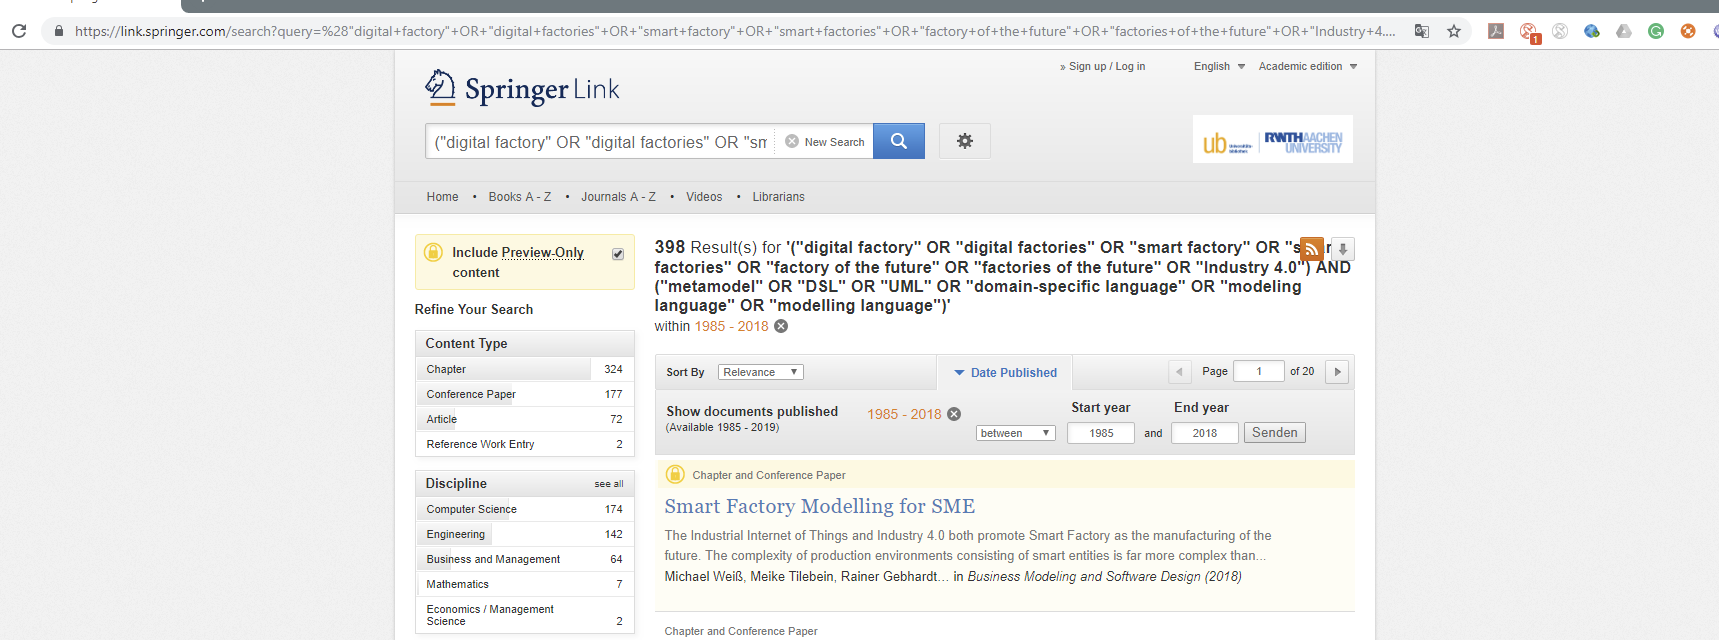 https://link.springer.com/search?query=%28"digital+factory"+OR+"digital+factories"+OR+"smart+factory"+OR+"smart+factories"+OR+"factory+of+the+future"+OR+"factories+of+the+future"+OR+"Industry+4....
1
» Sign up / Log in English Academic edition
Springer Link
("digital factory" OR "digital factories" OR "sm New Search
ub RWTHAACHEN
UNIVERSITY
Home • Books A - Z • Journals A - Z • Videos • Librarians
Include Preview-Only
content
Refine Your Search
Content Type
Chapter 324
Conference Paper 177
Article 72
Reference Work Entry 2
Discipline see all
Computer Science 174
Engineering 142
Business and Management 64
Mathematics 7
Economics / Management
Science 2
398 Result(s) for '("digital factory" OR "digital factories" OR "smart factory" OR
factories" OR "factory of the future" OR "factories of the future" OR "Industry 4.0") AND
("metamodel" OR "DSL" OR "UML" OR "domain-specific language" OR "modeling
language" OR "modelling language")'
within 1985 - 2018
Sort By Relevance Date Published Page 1 of 20
Show documents published 1985 - 2018 Start year End year
(Available 1985 - 2019) between 1985 and 2018 Senden
Chapter and Conference Paper
Smart Factory Modelling for SME
The Industrial Internet of Things and Industry 4.0 both promote Smart Factory as the manufacturing of the
future. The complexity of production environments consisting of smart entities is far more complex than...
Michael Weiß, Meike Tilebein, Rainer Gebhardt… in Business Modeling and Software Design (2018)
Chapter and Conference Paper